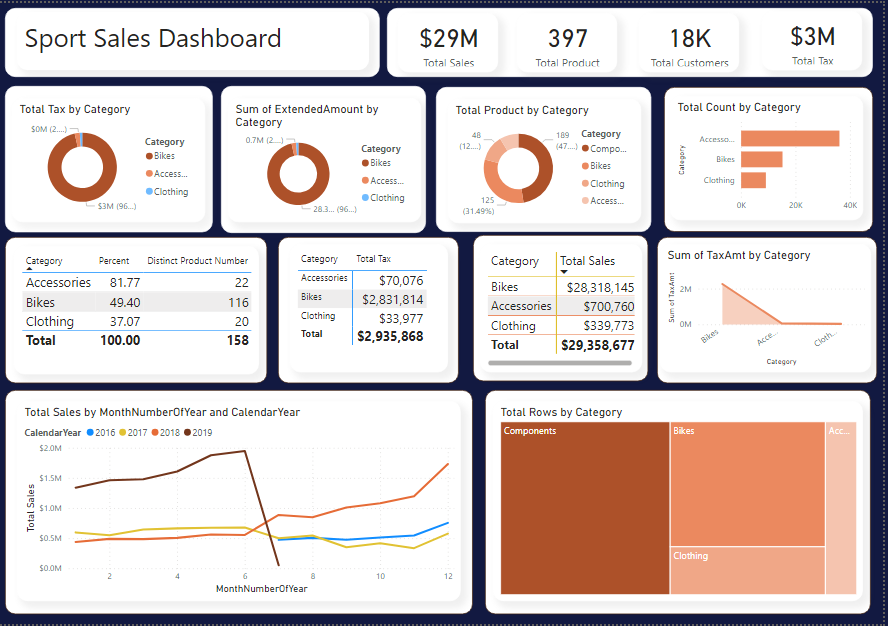 Sport Sales Dashboard
$29M
Total Sales
397
Total Product
18K
Total Customers
$3M
Total Tax
Total Tax by Category
$0M (2....)
$3M (96...)
Category
Bikes
Access...
Clothing
Sum of ExtendedAmount by
Category
0.7M (2...)
28.3... (96...)
Category
Bikes
Access...
Clothing
Total Product by Category
48
(12....)
189
(47....)
125
(31.49%)
Category
Compo...
Bikes
Clothing
Access...
Total Count by Category
Category
Accesso...
Bikes
Clothing
0K
20K
40K
Category Percent Distinct Product Number
Accessories 81.77 22
Bikes 49.40 116
Clothing 37.07 20
Total 100.00 158
Category Total Tax
Accessories $70,076
Bikes $2,831,814
Clothing $33,977
Total $2,935,868
Category Total Sales
Bikes $28,318,145
Accessories $700,760
Clothing $339,773
Total $29,358,677
Sum of TaxAmt by Category
Sum of TaxAmt
2M
0M
Bikes
Acce...
Cloth...
Category
Total Sales by MonthNumberOfYear and CalendarYear
CalendarYear 2016 2017 2018 2019
Total Sales
$2.0M
$1.5M
$1.0M
$0.5M
$0.0M
2 4 6 8 10 12
MonthNumberOfYear
Total Rows by Category
Components
Bikes
Acc...
Clothing